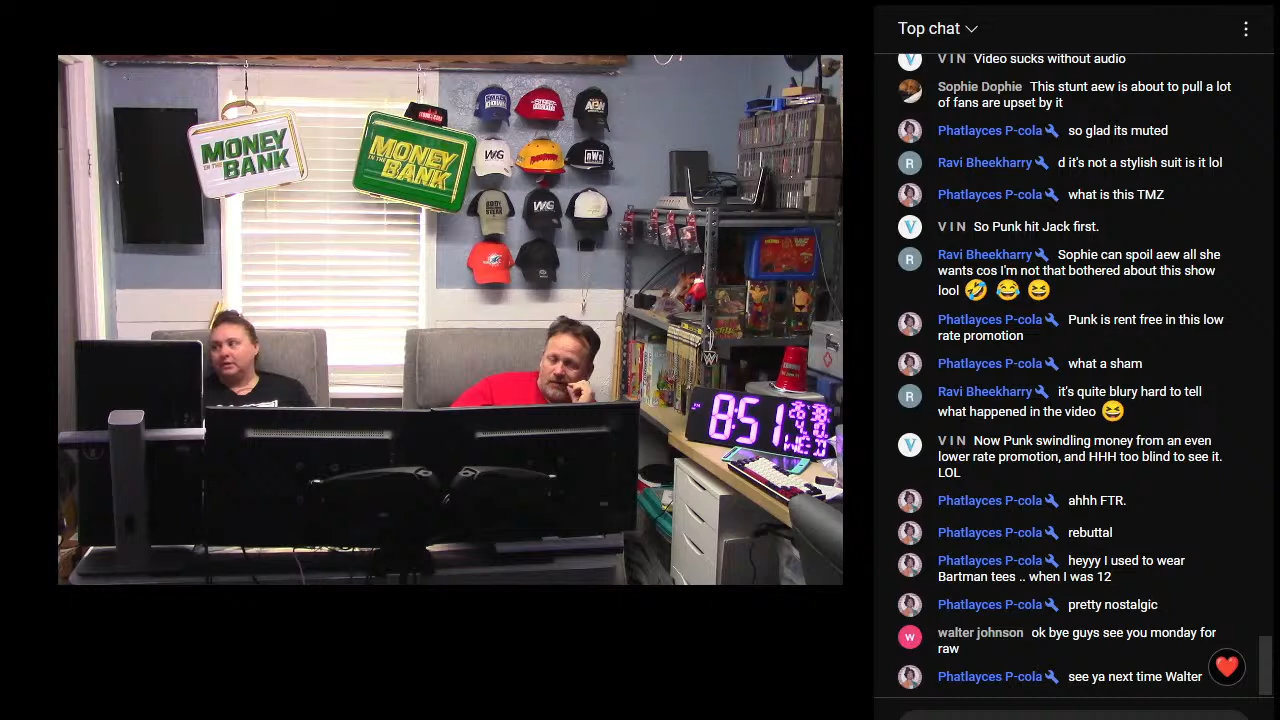 MONEY
IN THE
BANK
MONEY
IN THE
BANK
WG
nWo
WG
8:51
Top chat
V I N Video sucks without audio
Sophie Dophie This stunt aew is about to pull a lot
of fans are upset by it
Phatlayces P-cola so glad its muted
Ravi Bheekharry d it's not a stylish suit is it lol
Phatlayces P-cola what is this TMZ
V I N So Punk hit Jack first.
Ravi Bheekharry Sophie can spoil aew all she
wants cos I'm not that bothered about this show
lool 🤣 😂 😆
Phatlayces P-cola Punk is rent free in this low
rate promotion
Phatlayces P-cola what a sham
Ravi Bheekharry it's quite blury hard to tell
what happened in the video 😆
V I N Now Punk swindling money from an even
lower rate promotion, and HHH too blind to see it.
LOL
Phatlayces P-cola ahhh FTR.
Phatlayces P-cola rebuttal
Phatlayces P-cola heyyy I used to wear
Bartman tees .. when I was 12
Phatlayces P-cola pretty nostalgic
walter johnson ok bye guys see you monday for
raw
Phatlayces P-cola see ya next time Walter